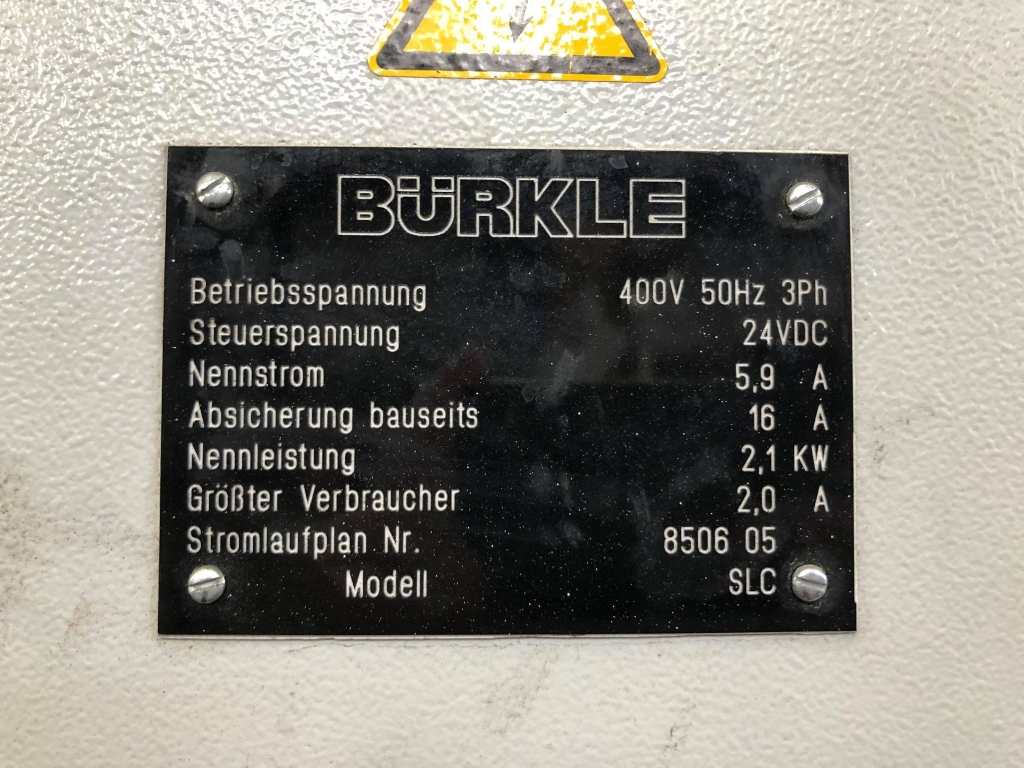 BÜRKLE
Betriebsspannung 400V 50Hz 3Ph
Steuerspannung 24VDC
Nennstrom 5,9 A
Absicherung bauseits 16 A
Nennleistung 2,1 KW
Größter Verbraucher 2,0 A
Stromlaufplan Nr. 8506 05
Modell SLC